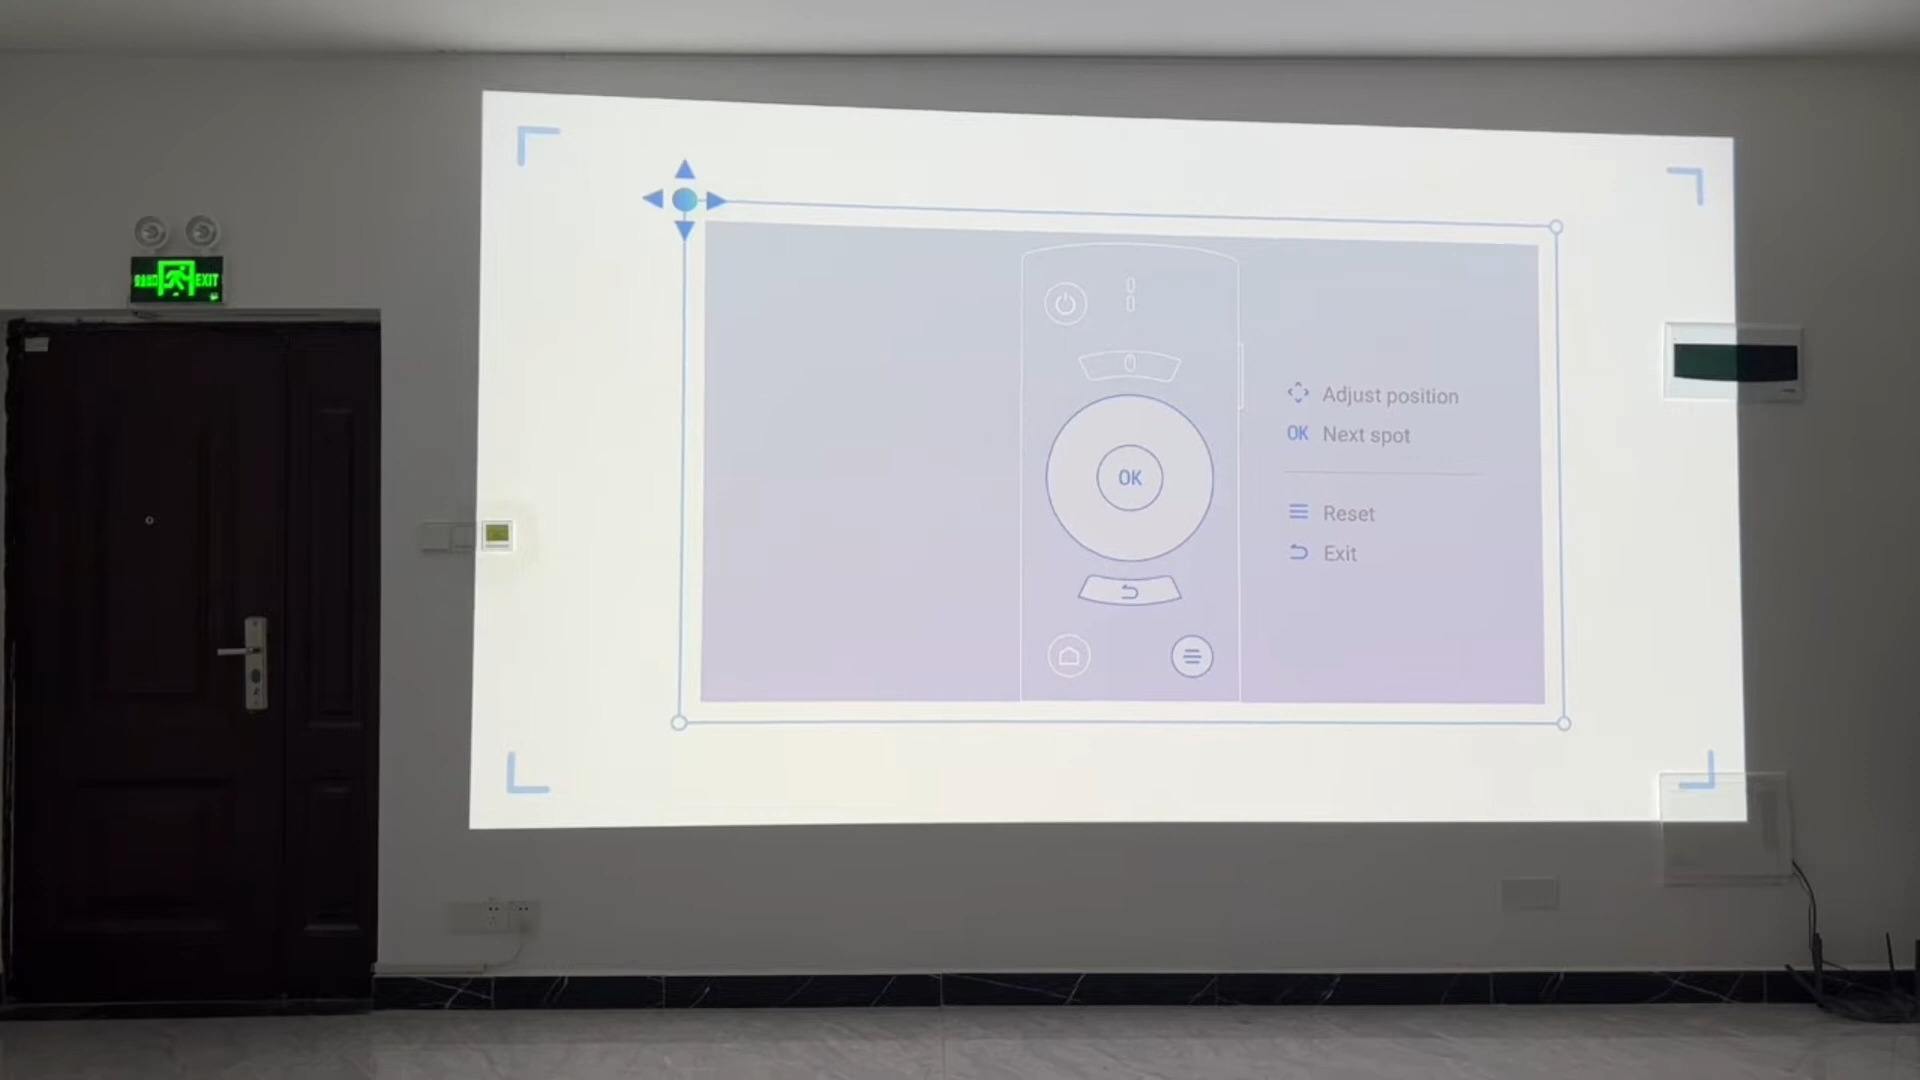 EXIT
Adjust position
OK Next spot
OK
Reset
Exit